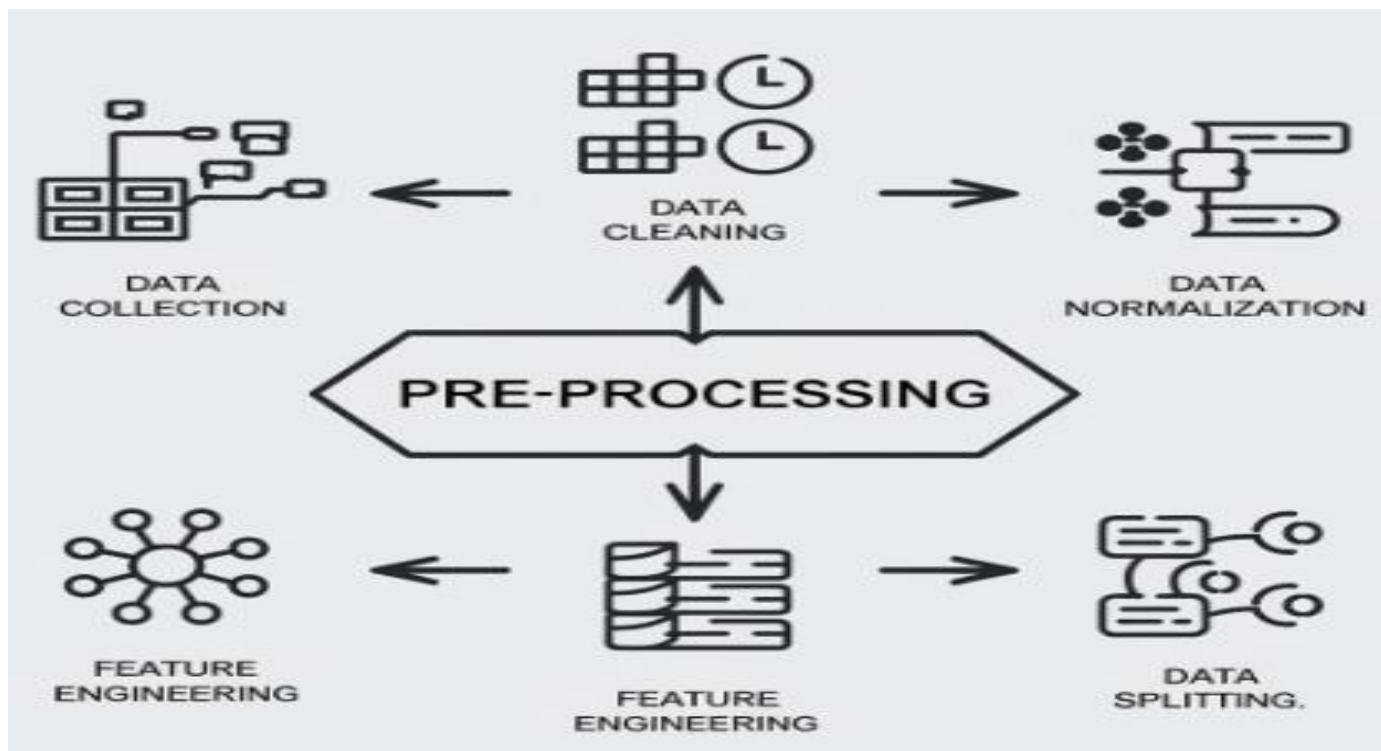 DATA
CLEANING
DATA
COLLECTION
DATA
NORMALIZATION
PRE-PROCESSING
FEATURE
ENGINEERING
FEATURE
ENGINEERING
DATA
SPLITTING.